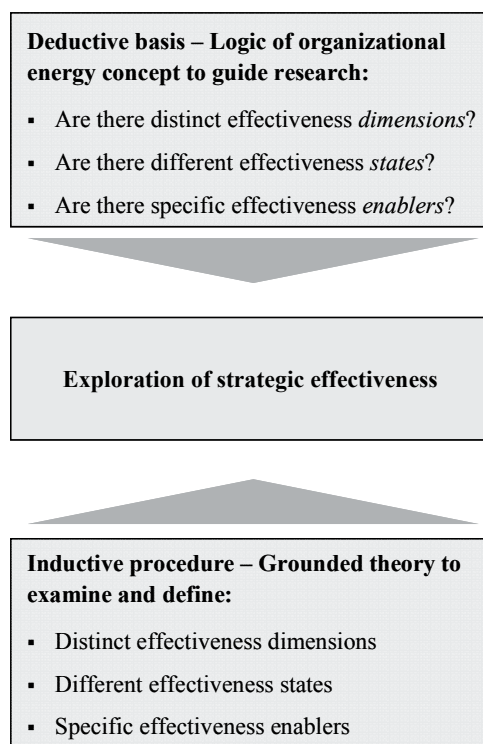 Deductive basis – Logic of organizational
energy concept to guide research:
▪ Are there distinct effectiveness dimensions?
▪ Are there different effectiveness states?
▪ Are there specific effectiveness enablers?
Exploration of strategic effectiveness
Inductive procedure – Grounded theory to
examine and define:
▪ Distinct effectiveness dimensions
▪ Different effectiveness states
▪ Specific effectiveness enablers